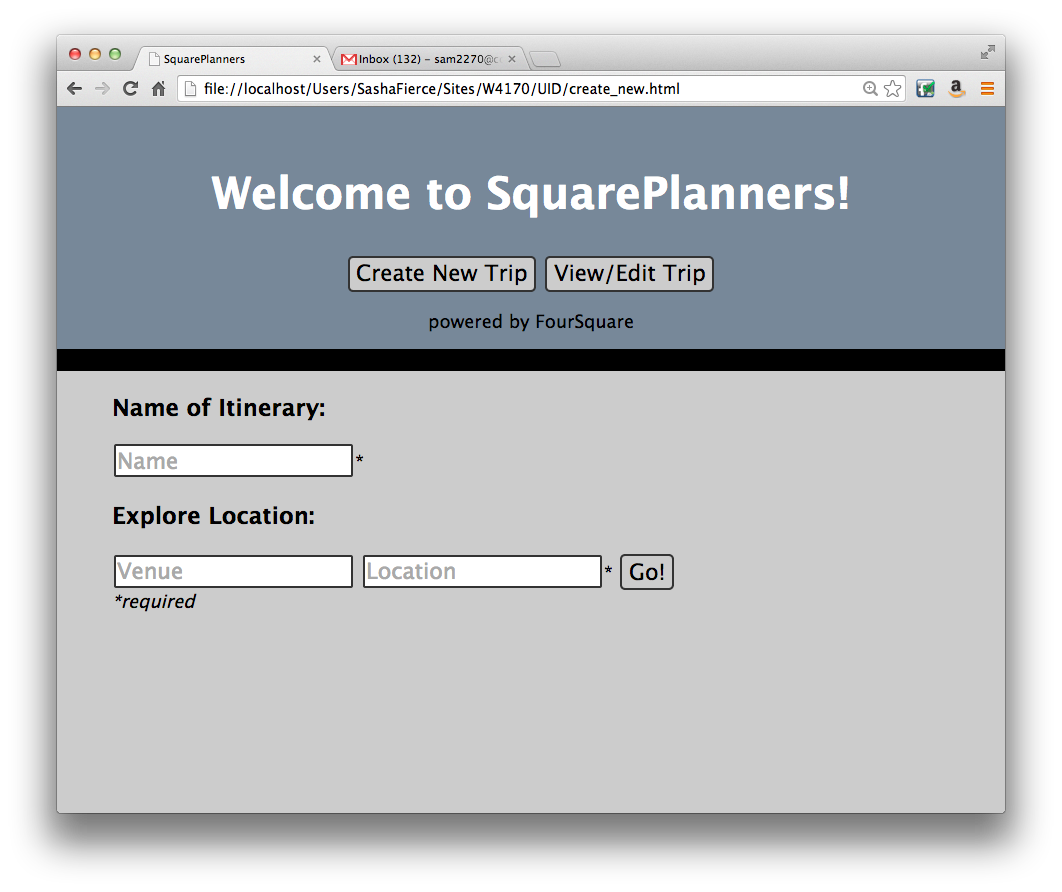 SquarePlanners Inbox (132) – sam2270@c
file://localhost/Users/SashaFierce/Sites/W4170/UID/create_new.html
Welcome to SquarePlanners!
Create New Trip View/Edit Trip
powered by FourSquare
Name of Itinerary:
Name *
Explore Location:
Venue Location * Go!
*required